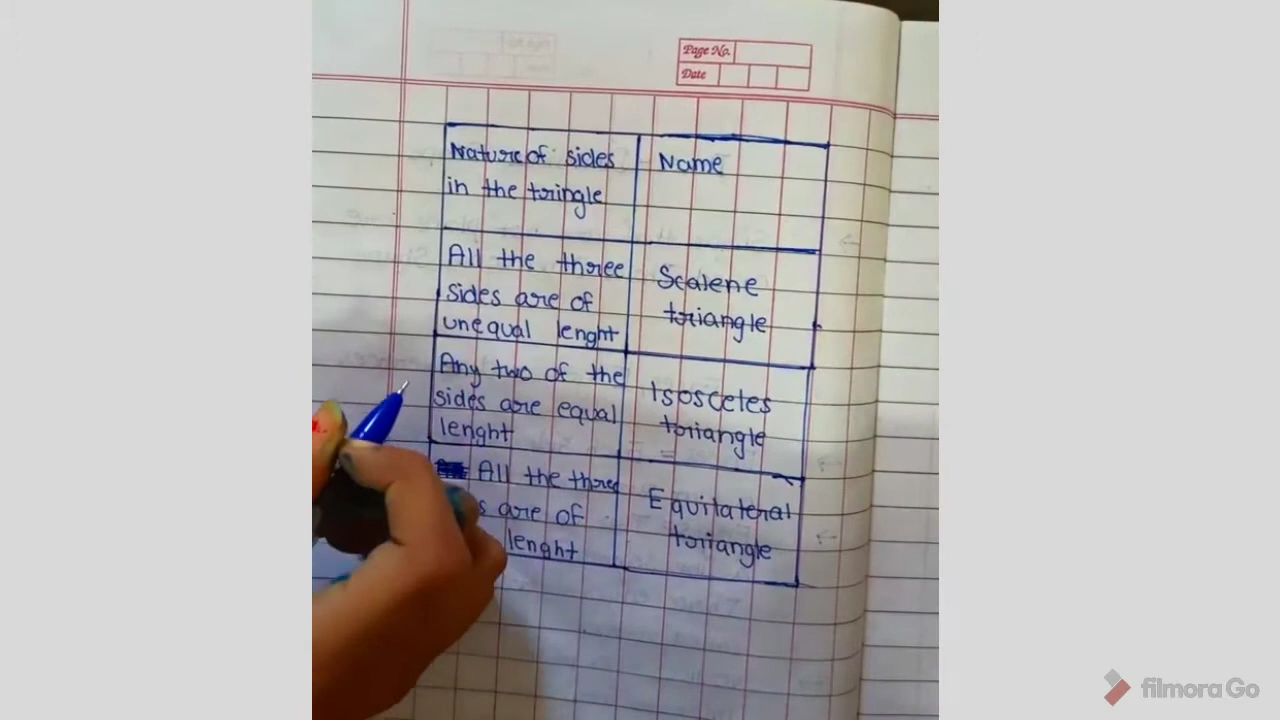 Page No.
Date
Nature of sides
in the tringle
Name
All the three
sides are of
unequal lenght
Scalene
triangle
Any two of the
sides are equal
lenght
Isosceles
triangle
All the three
are of
lenght
Equilateral
triangle
filmora Go